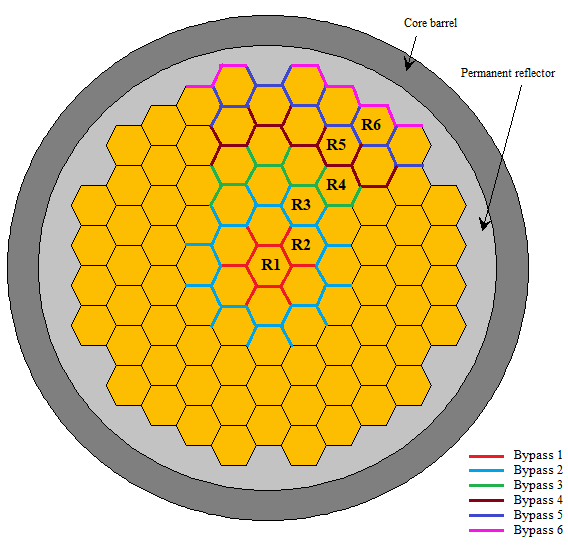 Core barrel
Permanent reflector
R6
R5
R4
R3
R2
R1
Bypass 1
Bypass 2
Bypass 3
Bypass 4
Bypass 5
Bypass 6